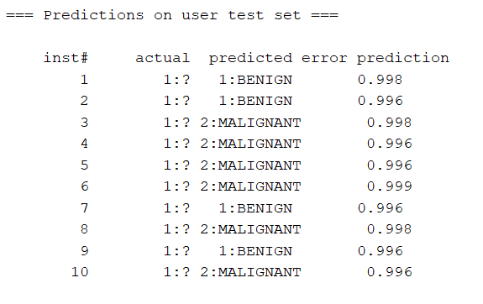 === Predictions on user test set ===
inst# actual predicted error prediction
1 1:? 1:BENIGN 0.998
2 1:? 1:BENIGN 0.996
3 1:? 2:MALIGNANT 0.998
4 1:? 2:MALIGNANT 0.996
5 1:? 2:MALIGNANT 0.996
6 1:? 2:MALIGNANT 0.999
7 1:? 1:BENIGN 0.996
8 1:? 2:MALIGNANT 0.998
9 1:? 1:BENIGN 0.996
10 1:? 2:MALIGNANT 0.996